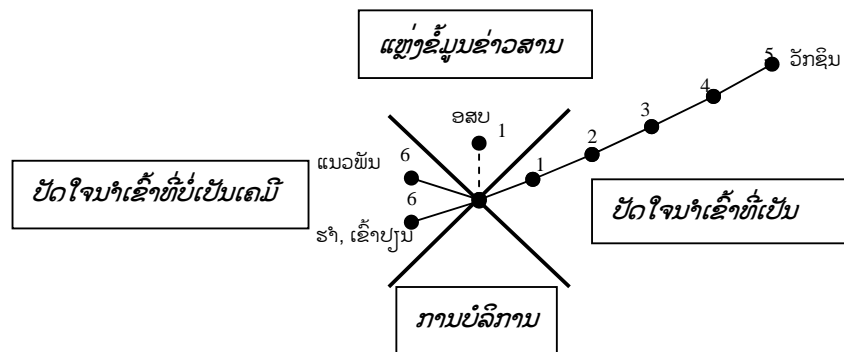 ແຫຼ່ງຂໍ້ມູນຂ່າວສານ
5 ວັກຊິນ
4
3
2
1
ອສບ
1
ແນວພັນ
6
6
ຮຳ, ເຂົ້າປຽນ
ປັດໃຈນຳເຂົ້າທີ່ບໍ່ເປັນເຄມີ
ປັດໃຈນຳເຂົ້າທີ່ເປັນ
ການບໍລິການ